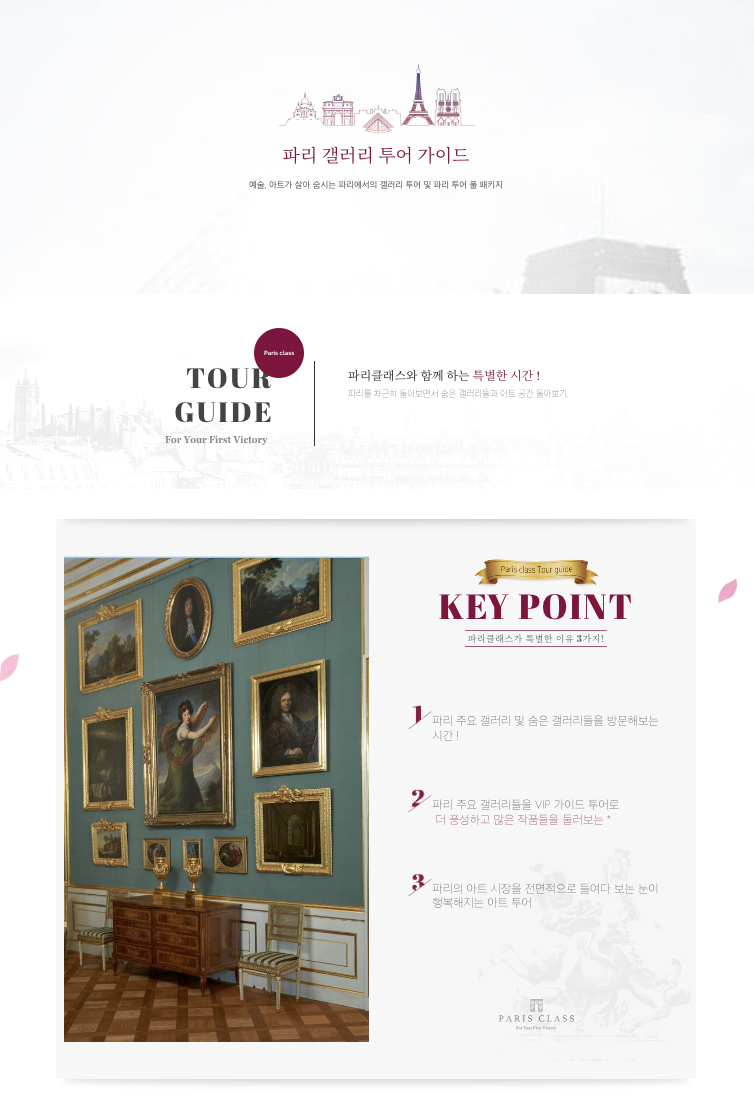 파리 갤러리 투어 가이드
예술, 아트가 살아 숨시는 파리에서의 갤러리 투어 및 파리 투어 풀 패키지
Paris class
TOUR
GUIDE
For Your First Victory
파리클래스와 함께 하는 특별한 시간 !
파리를 차근히 돌아보면서 숨은 갤러리들과 아트 공간 돌아보기.
Paris class Tour guide
KEY POINT
파리클래스가 특별한 이유 3가지!
1 파리 주요 갤러리 및 숨은 갤러리들을 방문해보는
시간 !
2 파리 주요 갤러리들을 VIP 가이드 투어로
더 풍성하고 많은 작품들을 둘러보는 *
3 파리의 아트 시장을 전면적으로 들여다 보는 눈이
행복해지는 아트 투어
PARIS CLASS
For Your First Victory